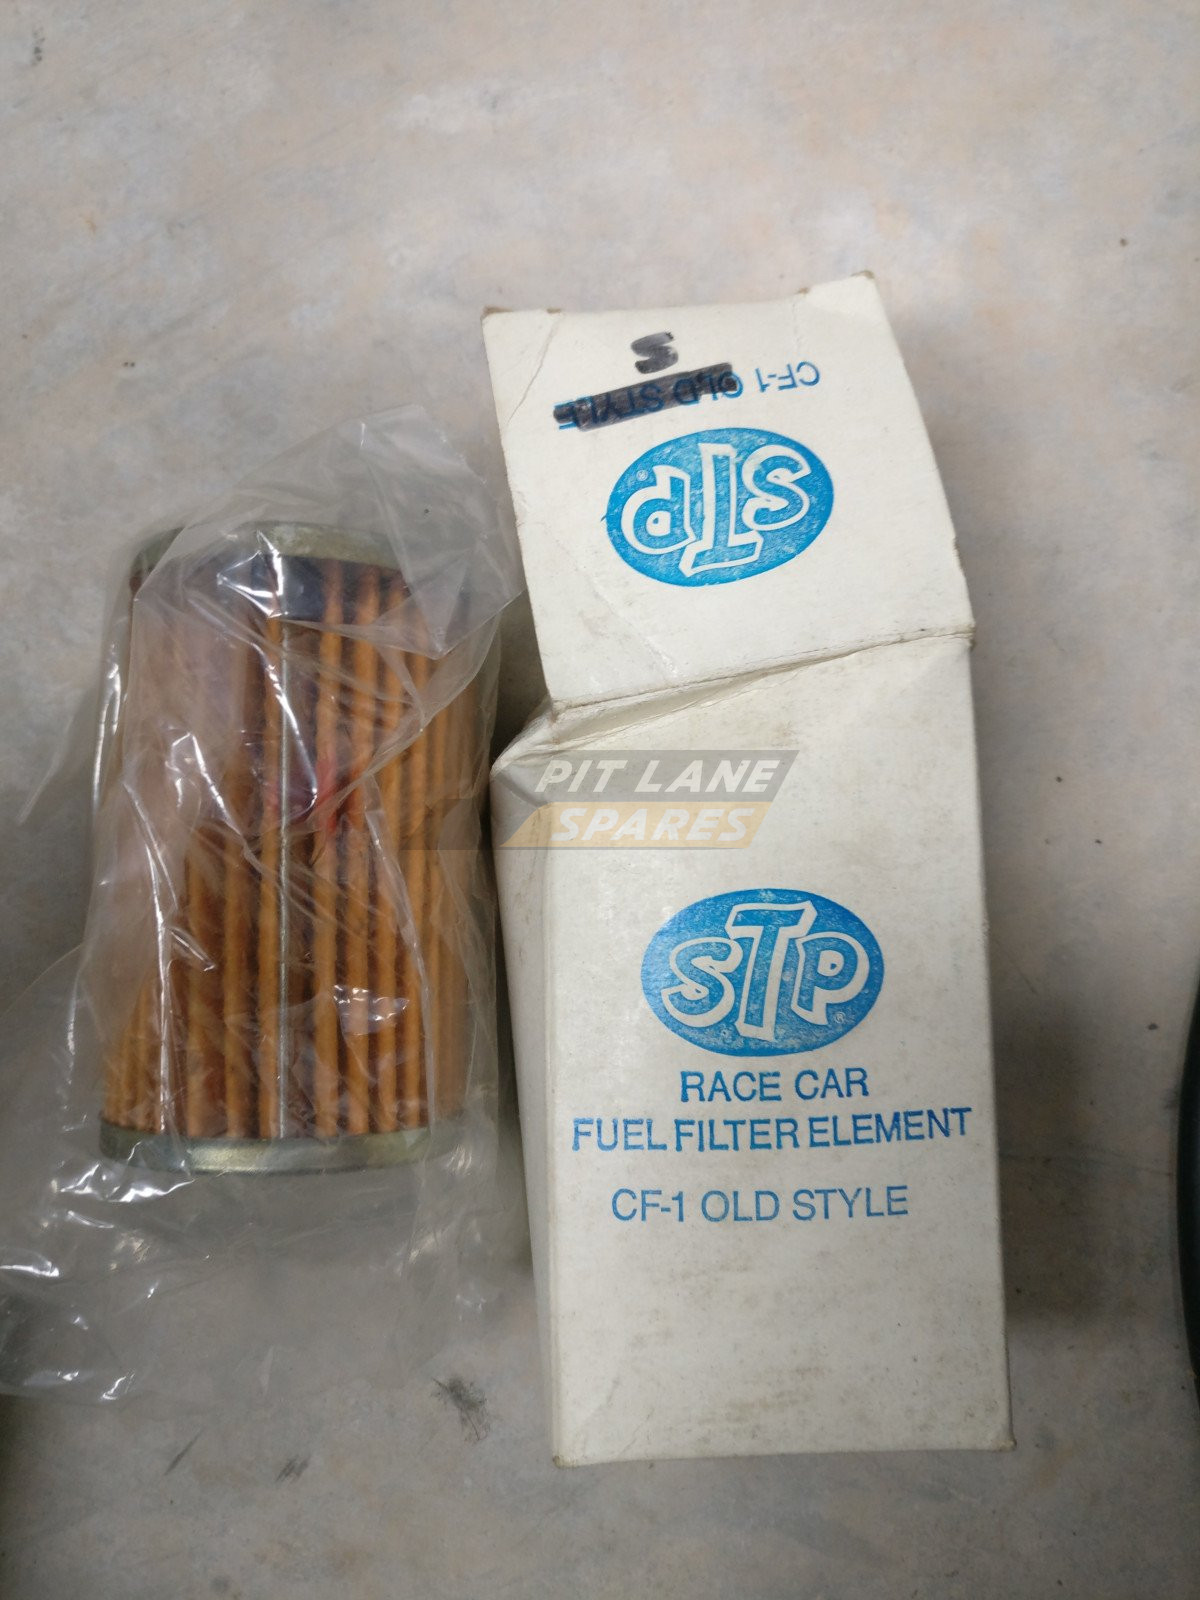 S
CF-1 OLD STYLE
STP
®
PIT LANE
SPARES
STP
®
RACE CAR
FUEL FILTER ELEMENT
CF-1 OLD STYLE